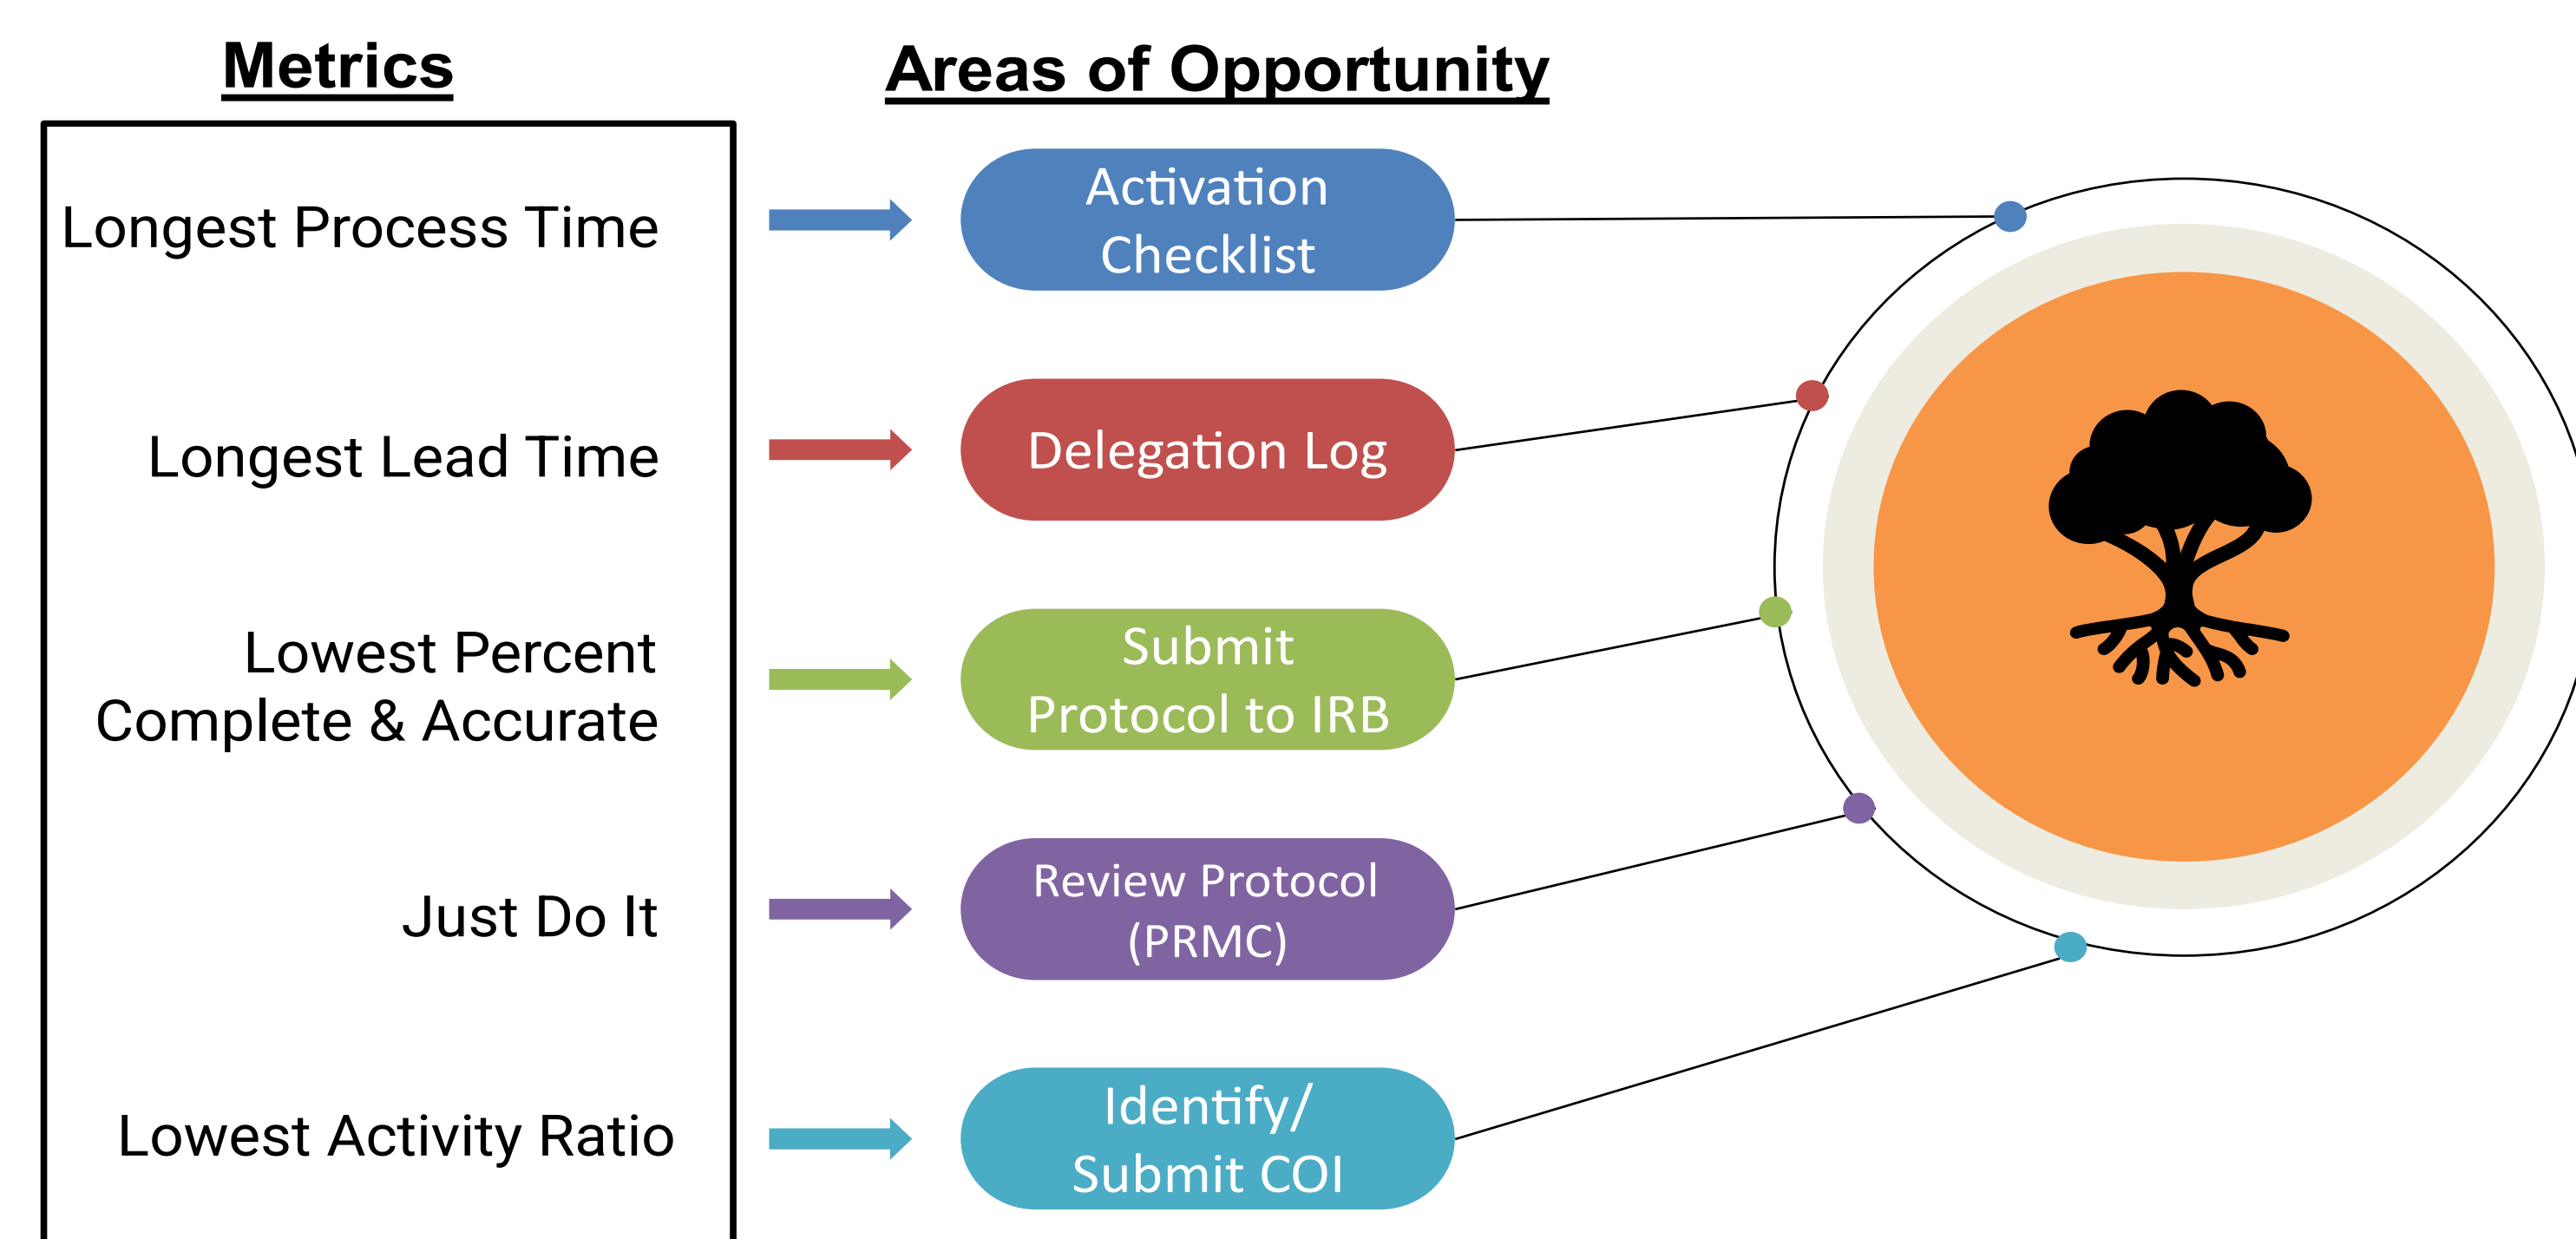 Metrics
Areas of Opportunity
Longest Process Time
Activation
Checklist
Longest Lead Time
Delegation Log
Lowest Percent
Complete & Accurate
Submit
Protocol to IRB
Just Do It
Review Protocol
(PRMC)
Lowest Activity Ratio
Identify/
Submit COI